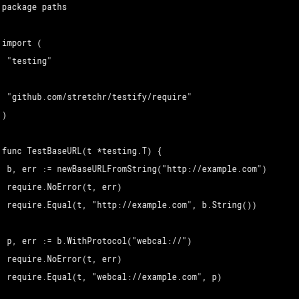 package paths
import (
"testing"
"github.com/stretchr/testify/require"
)
func TestBaseURL(t *testing.T) {
b, err := newBaseURLFromString("http://example.com")
require.NoError(t, err)
require.Equal(t, "http://example.com", b.String())
p, err := b.WithProtocol("webcal://")
require.NoError(t, err)
require.Equal(t, "webcal://example.com", p)